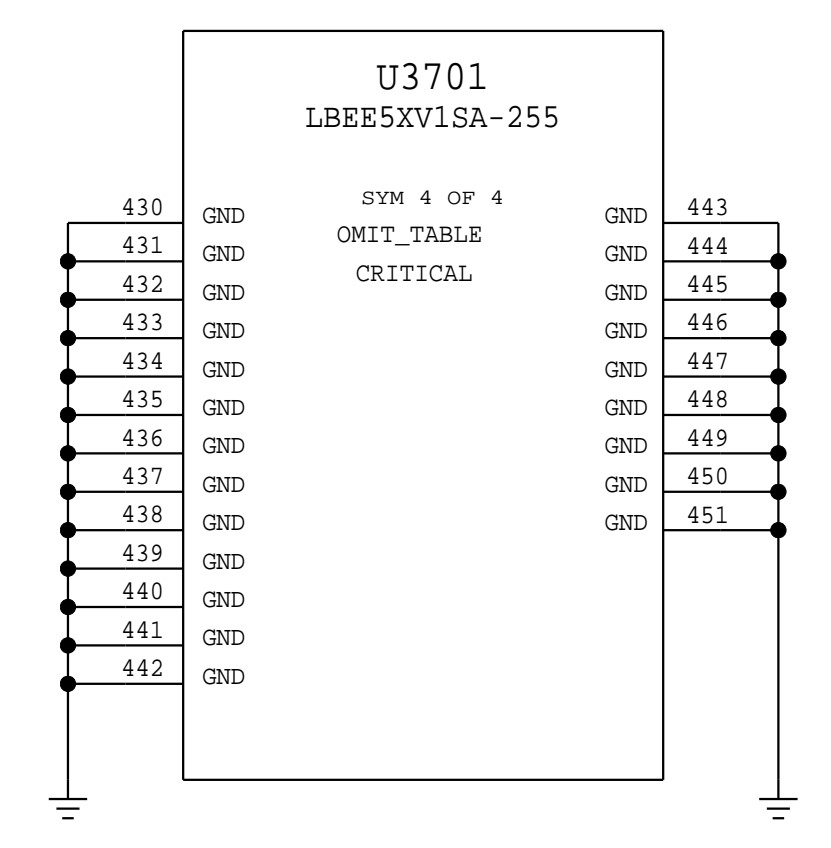 U3701
LBEE5XV1SA-255
SYM 4 OF 4
OMIT_TABLE
CRITICAL
430 GND GND 443
431 GND GND 444
432 GND GND 445
433 GND GND 446
434 GND GND 447
435 GND GND 448
436 GND GND 449
437 GND GND 450
438 GND GND 451
439 GND
440 GND
441 GND
442 GND